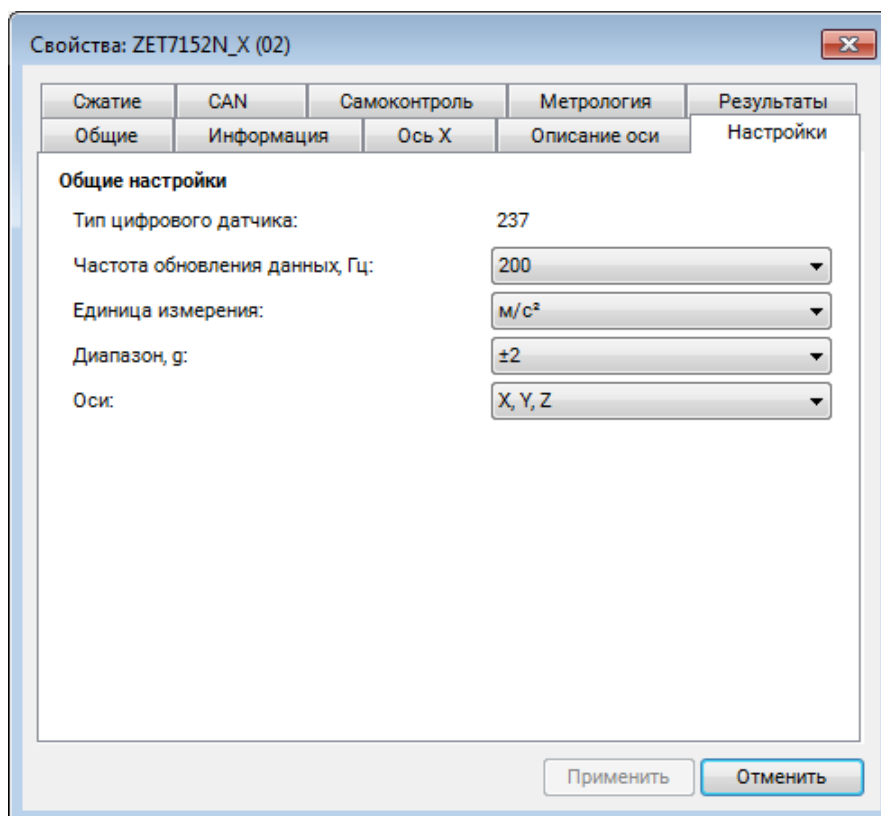 Свойства: ZET7152N_X (02)
Сжатие CAN Самоконтроль Метрология Результаты
Общие Информация Ось X Описание оси Настройки
Общие настройки
Тип цифрового датчика: 237
Частота обновления данных, Гц: 200
Единица измерения: м/с²
Диапазон, g: ±2
Оси: X, Y, Z
Применить Отменить